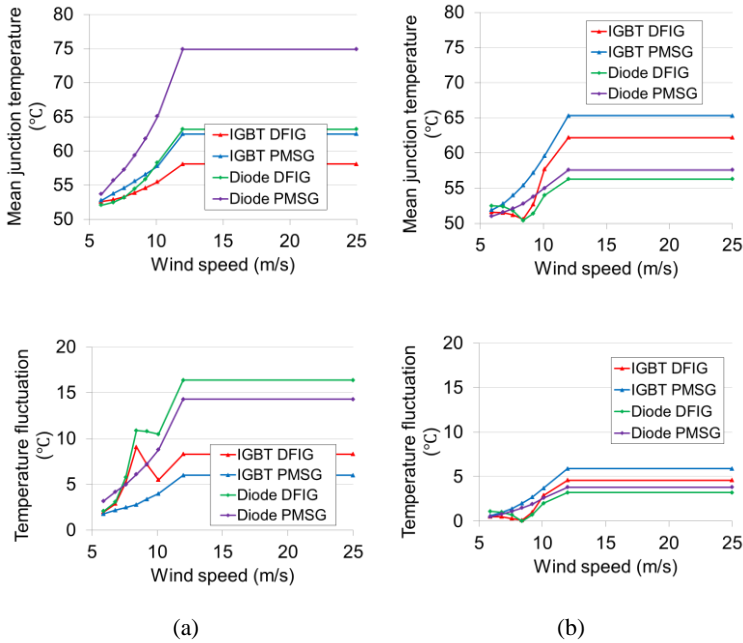 Mean junction temperature
(℃)
80
75
70
65
60
55
50
5
10
15
20
25
Wind speed (m/s)
IGBT DFIG
IGBT PMSG
Diode DFIG
Diode PMSG
Mean junction temperature
(℃)
80
75
70
65
60
55
50
5
10
15
20
25
Wind speed (m/s)
IGBT DFIG
IGBT PMSG
Diode DFIG
Diode PMSG
Temperature fluctuation
(℃)
20
15
10
5
0
5
10
15
20
25
Wind speed (m/s)
IGBT DFIG
IGBT PMSG
Diode DFIG
Diode PMSG
Temperature fluctuation
(℃)
20
15
10
5
0
5
10
15
20
25
Wind speed (m/s)
IGBT DFIG
IGBT PMSG
Diode DFIG
Diode PMSG
(a)
(b)